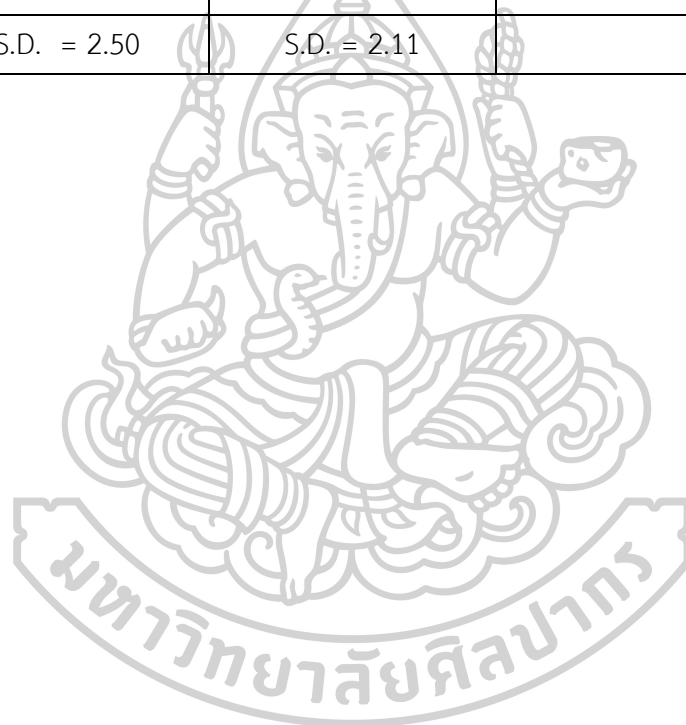 S.D. = 2.50 S.D. = 2.11
มหาวิทยาลัยศิลปากร